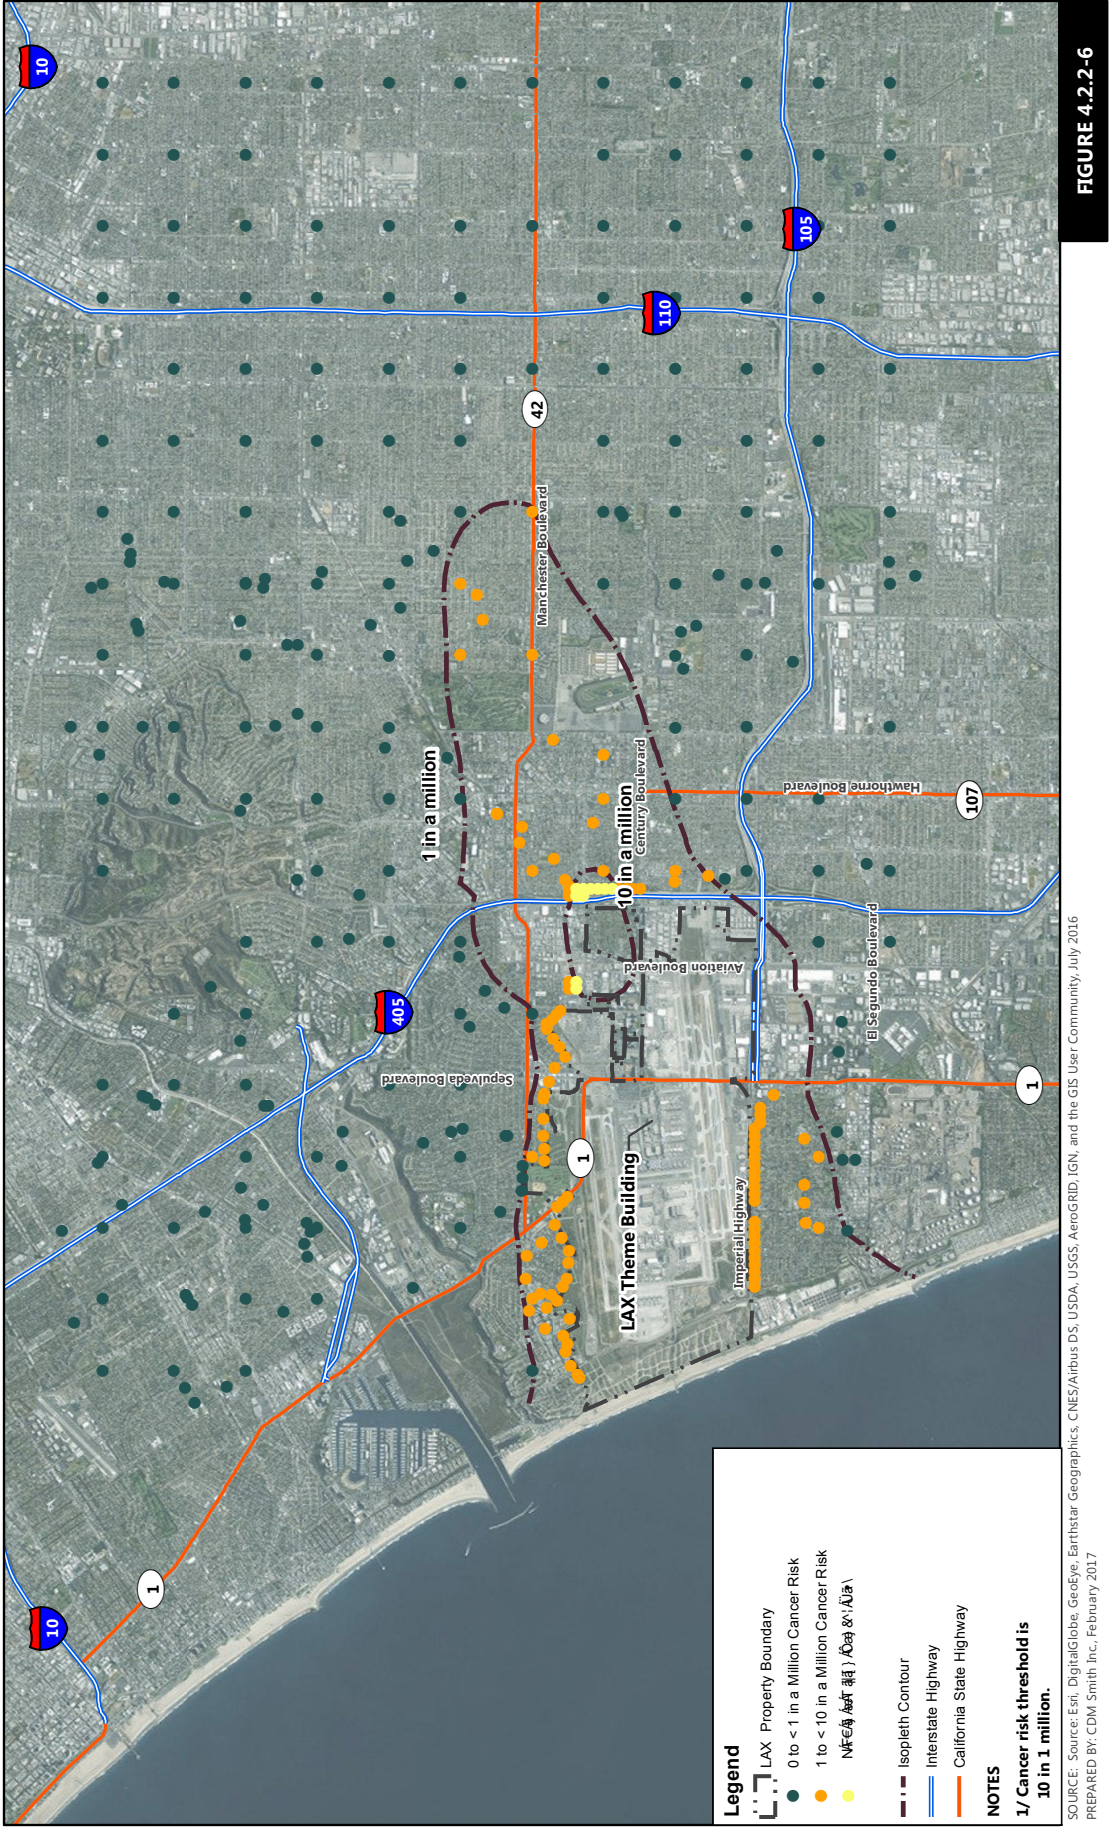 FIGURE 4.2.2-6
10
110
105
42
Manchester Boulevard
1 in a million
10 in a million
Century Boulevard
Hawthorne Boulevard
107
Aviation Boulevard
El Segundo Boulevard
405
Sepulveda Boulevard
1
1
LAX Theme Building
Imperial Highway
1
10
Legend
LAX Property Boundary
0 to < 1 in a Million Cancer Risk
1 to < 10 in a Million Cancer Risk
Isopleth Contour
Interstate Highway
California State Highway
NOTES
1/ Cancer risk threshold is
10 in 1 million.
SOURCE: Source: Esri, DigitalGlobe, GeoEye, Earthstar Geographics, CNES/Airbus DS, USDA, USGS, AeroGRID, IGN, and the GIS User Community, July 2016
PREPARED BY: CDM Smith Inc., February 2017